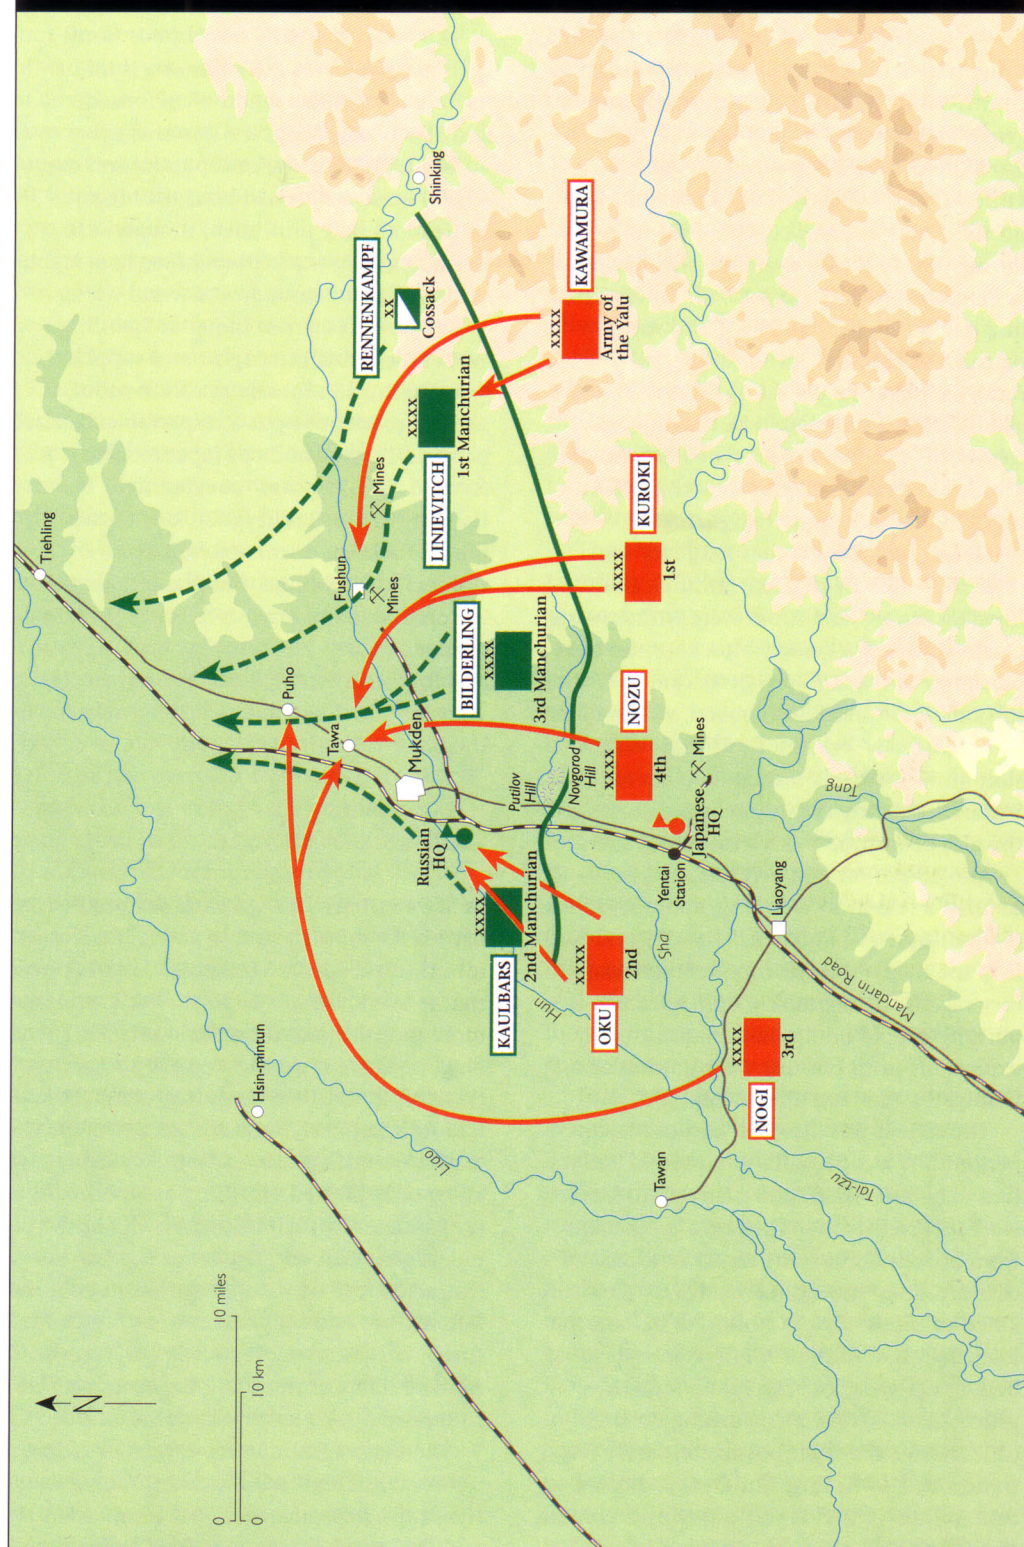 Tiehling
Shinking
RENNENKAMPF
xx
Cossack
KAWAMURA
xxxx
Army of
the Yalu
xxxx
1st Manchurian
LINIEVITCH
Mines
Fushun
Mines
KUROKI
xxxx
1st
BILDERLING
xxxx
3rd Manchurian
Puho
Tawa
Mukden
NOZU
xxxx
4th
Putilov
Hill
Novgorod
Hill
Mines
Japanese
HQ
Yentai
Station
Russian
HQ
xxxx
2nd Manchurian
KAULBARS
xxxx
2nd
OKU
Hun
Sha
Tang
Liaoyang
Mandarin Road
xxxx
3rd
NOGI
Hsin-mintun
Liao
Tawan
Tai-tzu
N
10 miles
10 km
0
0